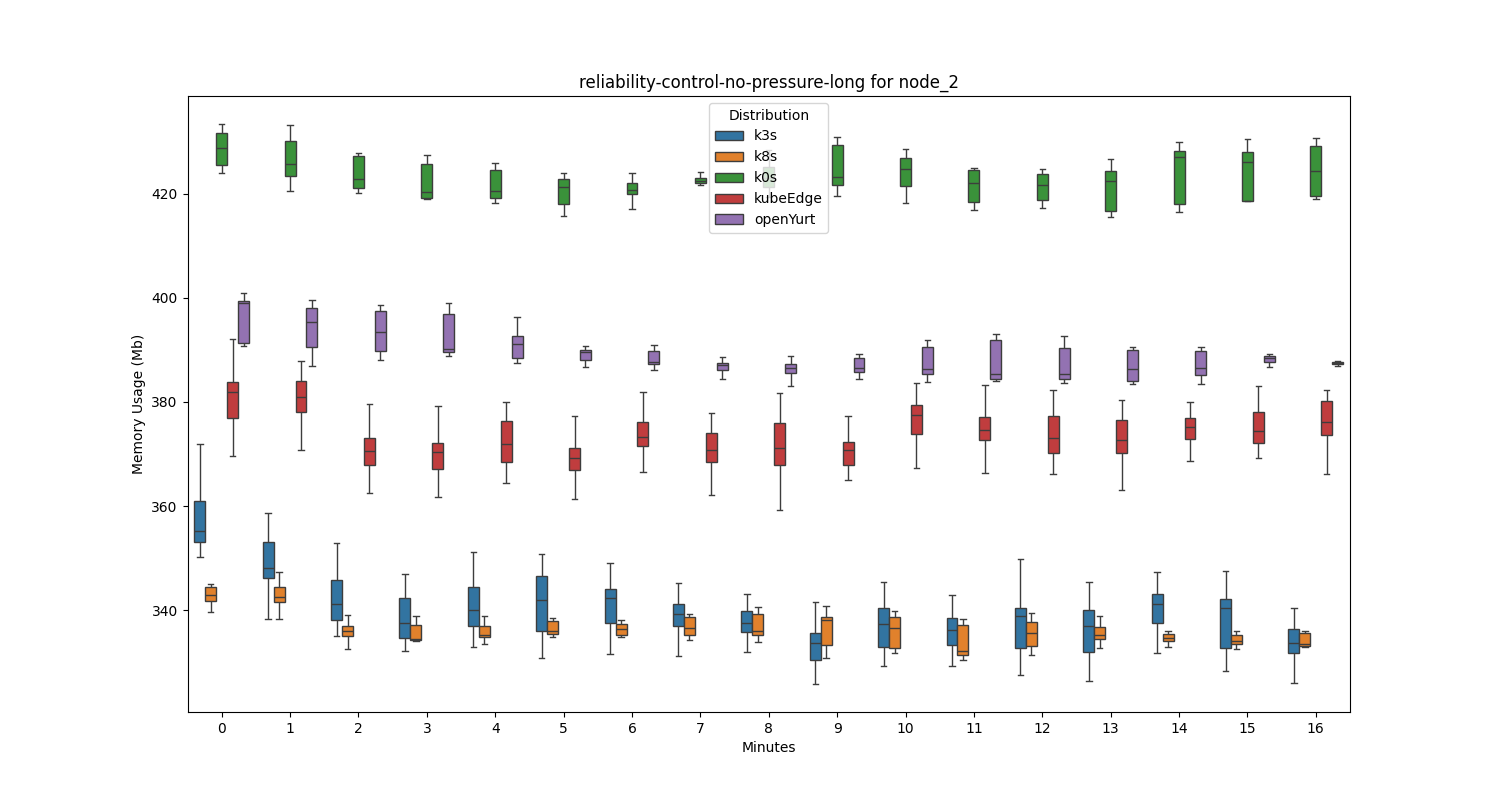 reliability-control-no-pressure-long for node_2
Distribution
k3s
k8s
k0s
kubeEdge
openYurt
Memory Usage (Mb)
420
400
380
360
340
0 1 2 3 4 5 6 7 8 9 10 11 12 13 14 15 16
Minutes